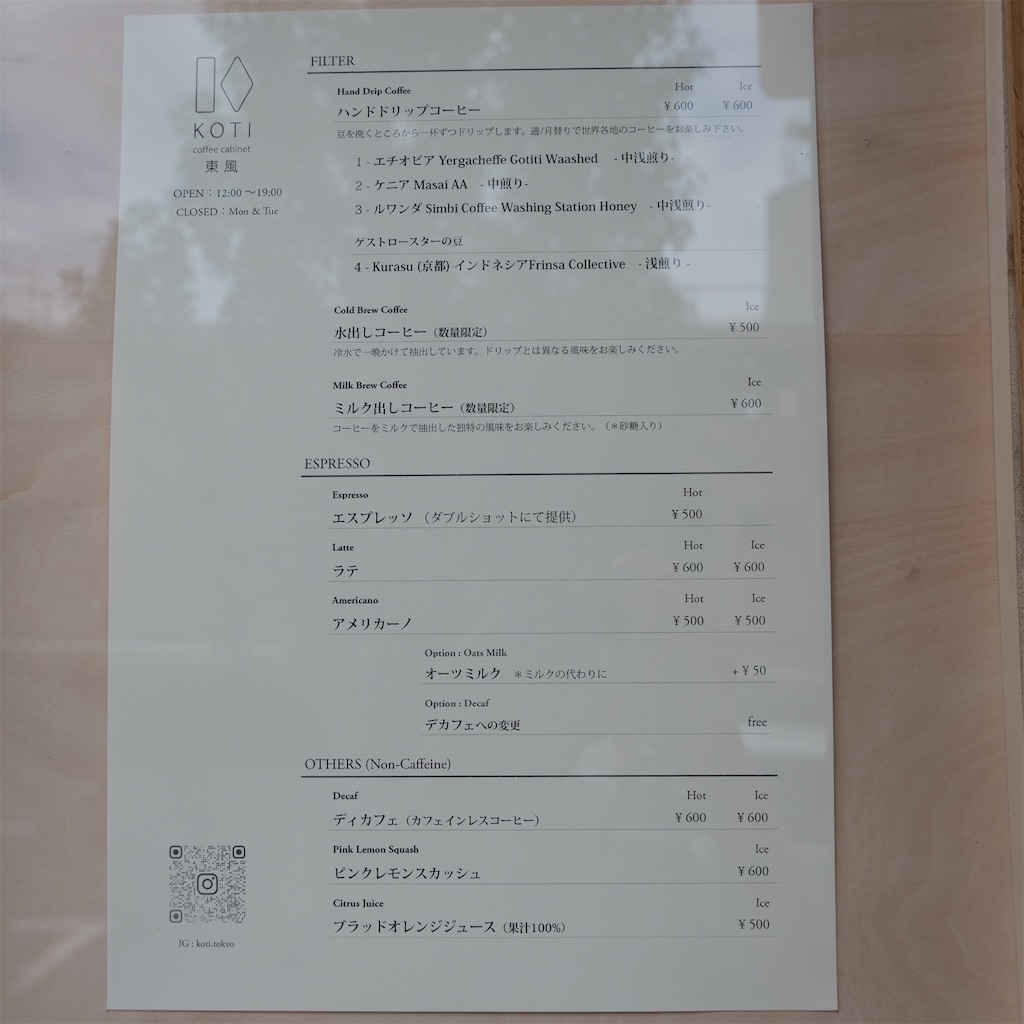 KOTI
coffee cabinet
東風
OPEN：12:00 〜19:00
CLOSED：Mon & Tue
FILTER
Hand Drip Coffee Hot Ice
ハンドドリップコーヒー ¥ 600 ¥ 600
豆を挽くところから一杯ずつドリップします。週/月替りで世界各地のコーヒーをお楽しみ下さい。
1 - エチオピア Yergacheffe Gotiti Waashed - 中浅煎り-
2 - ケニア Masai AA - 中煎り-
3 - ルワンダ Simbi Coffee Washing Station Honey - 中浅煎り-
ゲストロースターの豆
4 - Kurasu (京都) インドネシアFrinsa Collective - 浅煎り -
Cold Brew Coffee Ice
水出しコーヒー（数量限定） ¥ 500
冷水で一晩かけて抽出しています。ドリップとは異なる風味をお楽しみください。
Milk Brew Coffee Ice
ミルク出しコーヒー（数量限定） ¥ 600
コーヒーをミルクで抽出した独特の風味をお楽しみください。（＊砂糖入り）
ESPRESSO
Espresso Hot
エスプレッソ （ダブルショットにて提供） ¥ 500
Latte Hot Ice
ラテ ¥ 600 ¥ 600
Americano Hot Ice
アメリカーノ ¥ 500 ¥ 500
Option : Oats Milk
オーツミルク ＊ミルクの代わりに + ¥ 50
Option : Decaf
デカフェへの変更 free
OTHERS (Non-Caffeine)
Decaf Hot Ice
ディカフェ（カフェインレスコーヒー） ¥ 600 ¥ 600
Pink Lemon Squash Ice
ピンクレモンスカッシュ ¥ 600
Citrus Juice Ice
ブラッドオレンジジュース（果汁100%） ¥ 500
IG : koti.tokyo